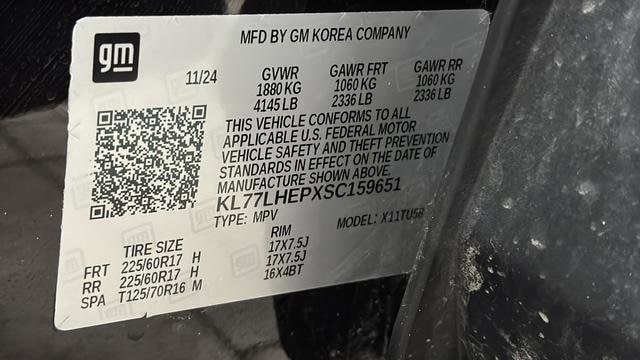 gm
MFD BY GM KOREA COMPANY
11/24 GVWR GAWR FRT GAWR RR
1880 KG 1060 KG 1060 KG
4145 LB 2336 LB 2336 LB
THIS VEHICLE CONFORMS TO ALL
APPLICABLE U.S. FEDERAL MOTOR
VEHICLE SAFETY AND THEFT PREVENTION
STANDARDS IN EFFECT ON THE DATE OF
MANUFACTURE SHOWN ABOVE.
KL77LHEPXSC159651
TYPE: MPV MODEL: X11TU58
TIRE SIZE RIM
FRT 225/60R17 H 17X7.5J
RR 225/60R17 H 17X7.5J
SPA T125/70R16 M 16X4BT